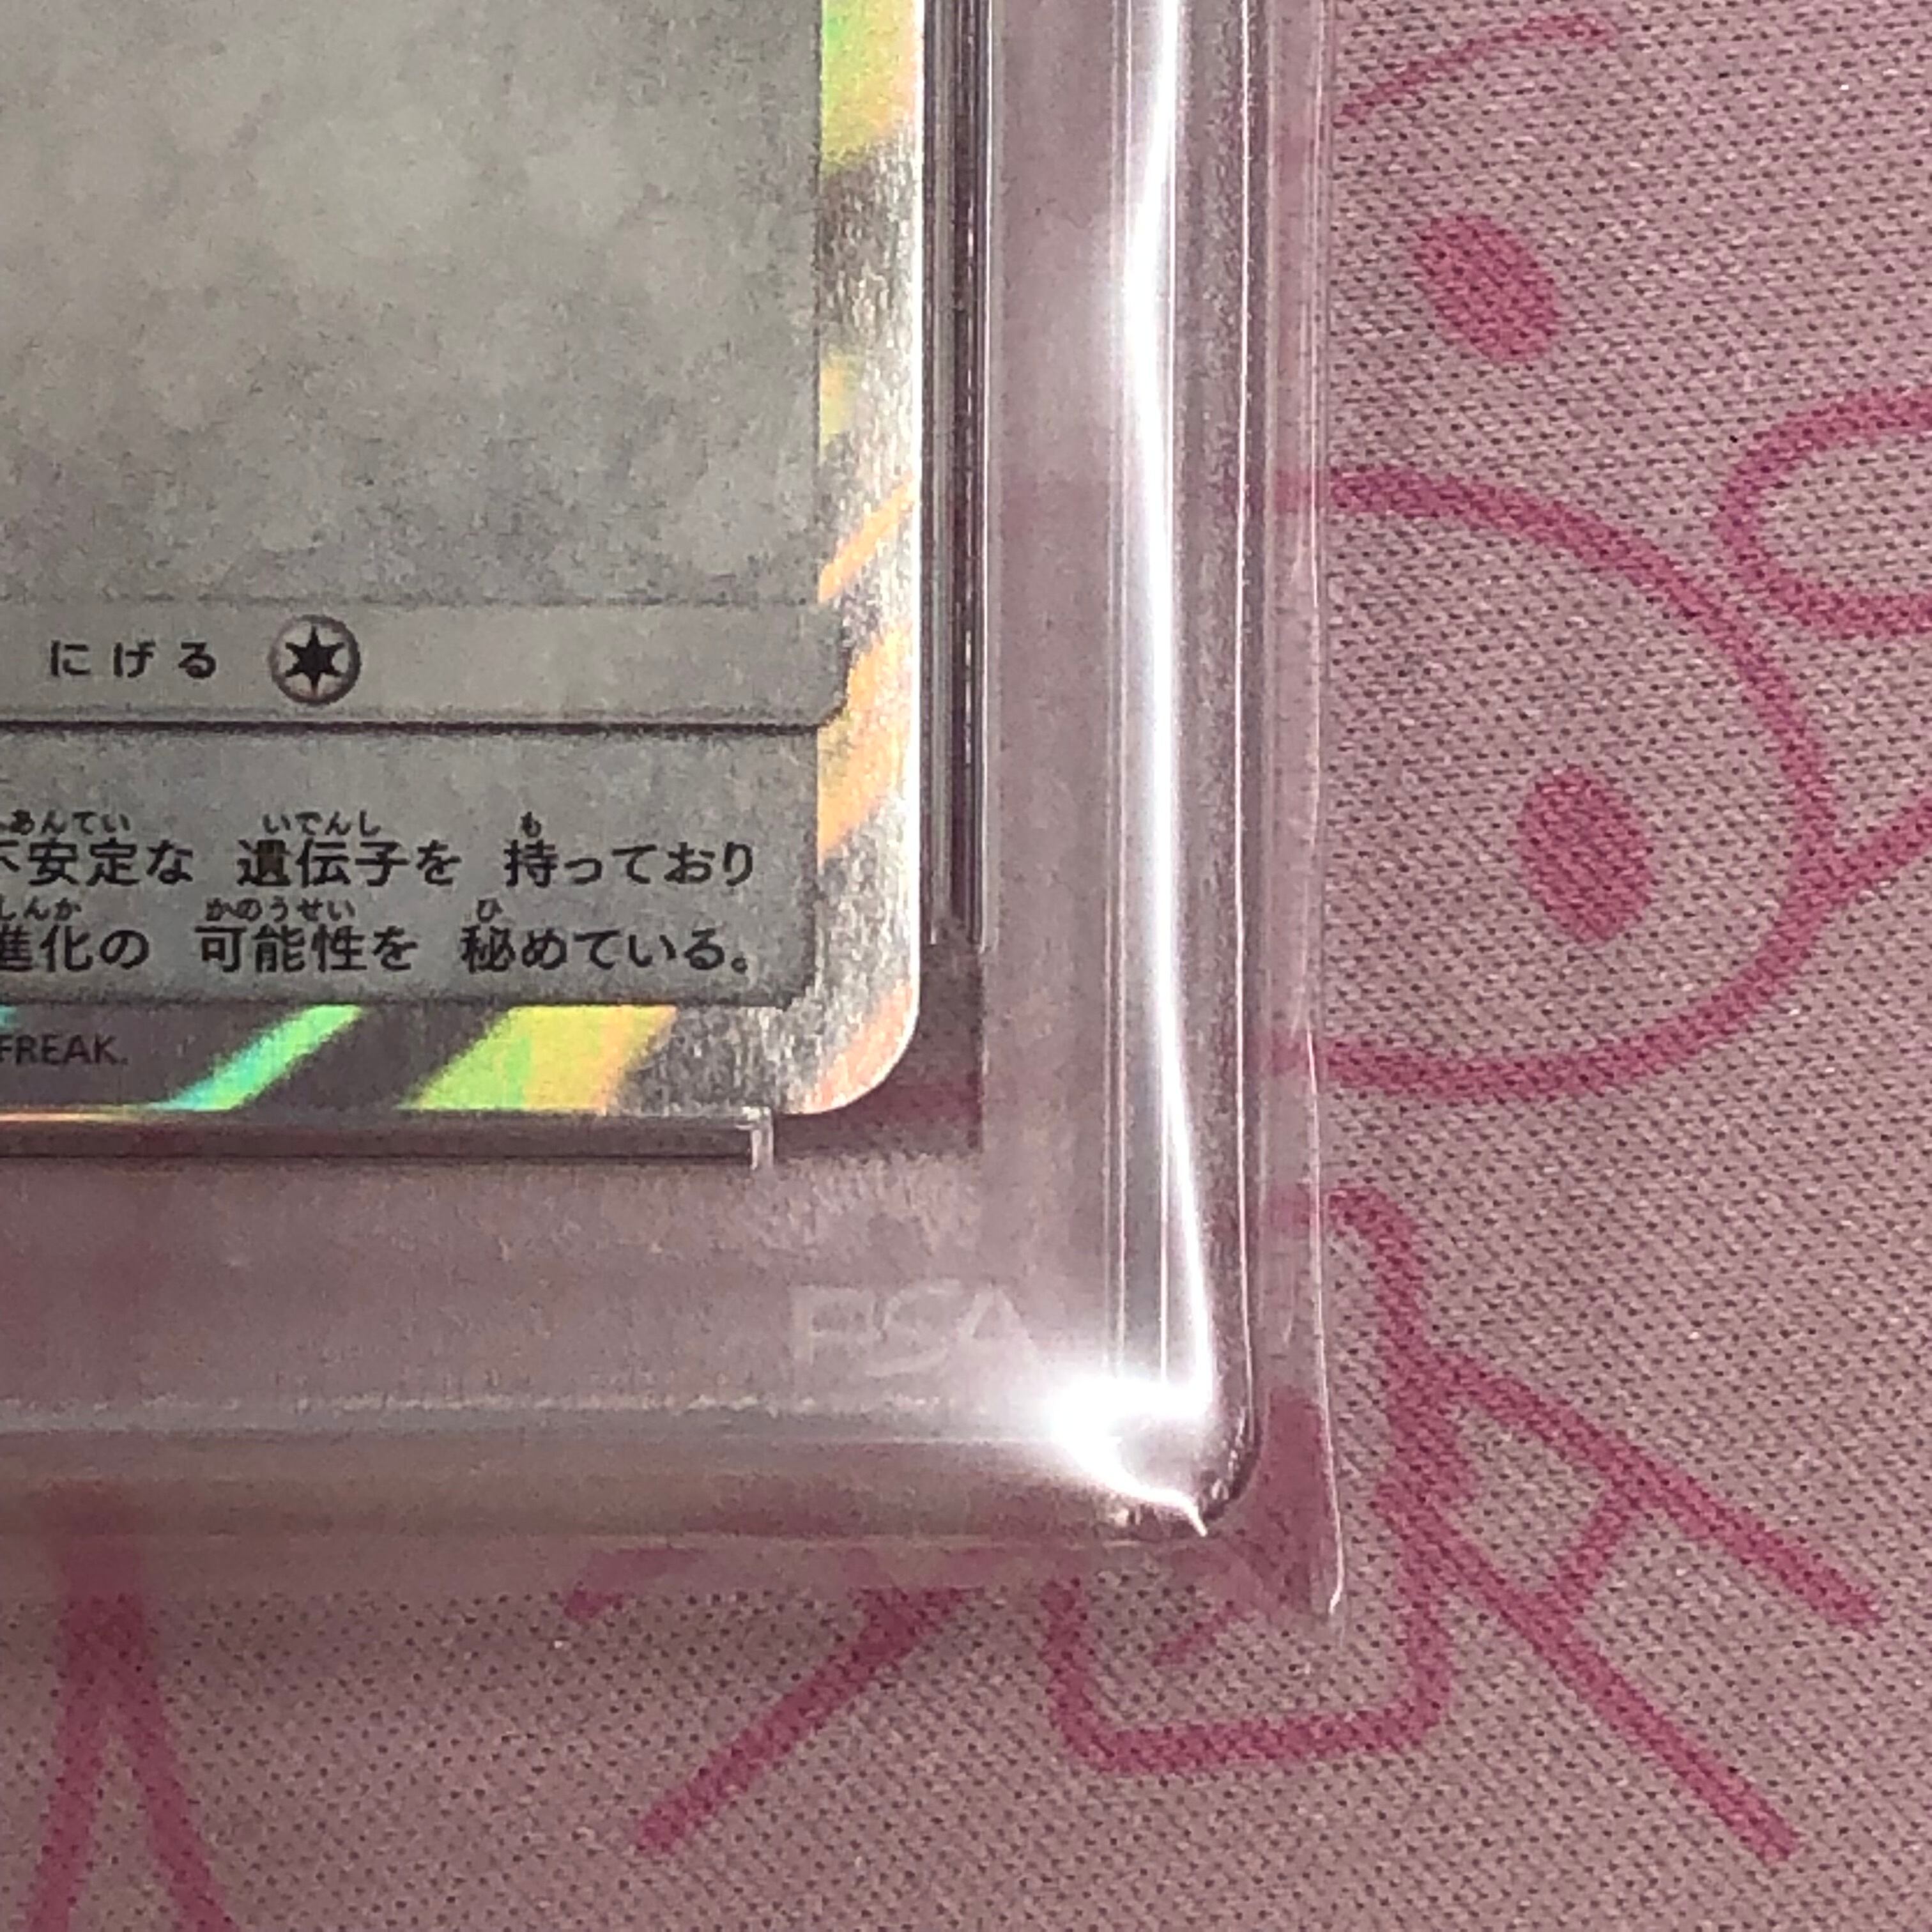 にげる
あんてい いでんし も
安定な 遺伝子を 持っており
しんか かのうせい ひ
進化の 可能性を 秘めている。
FREAK.
PSA